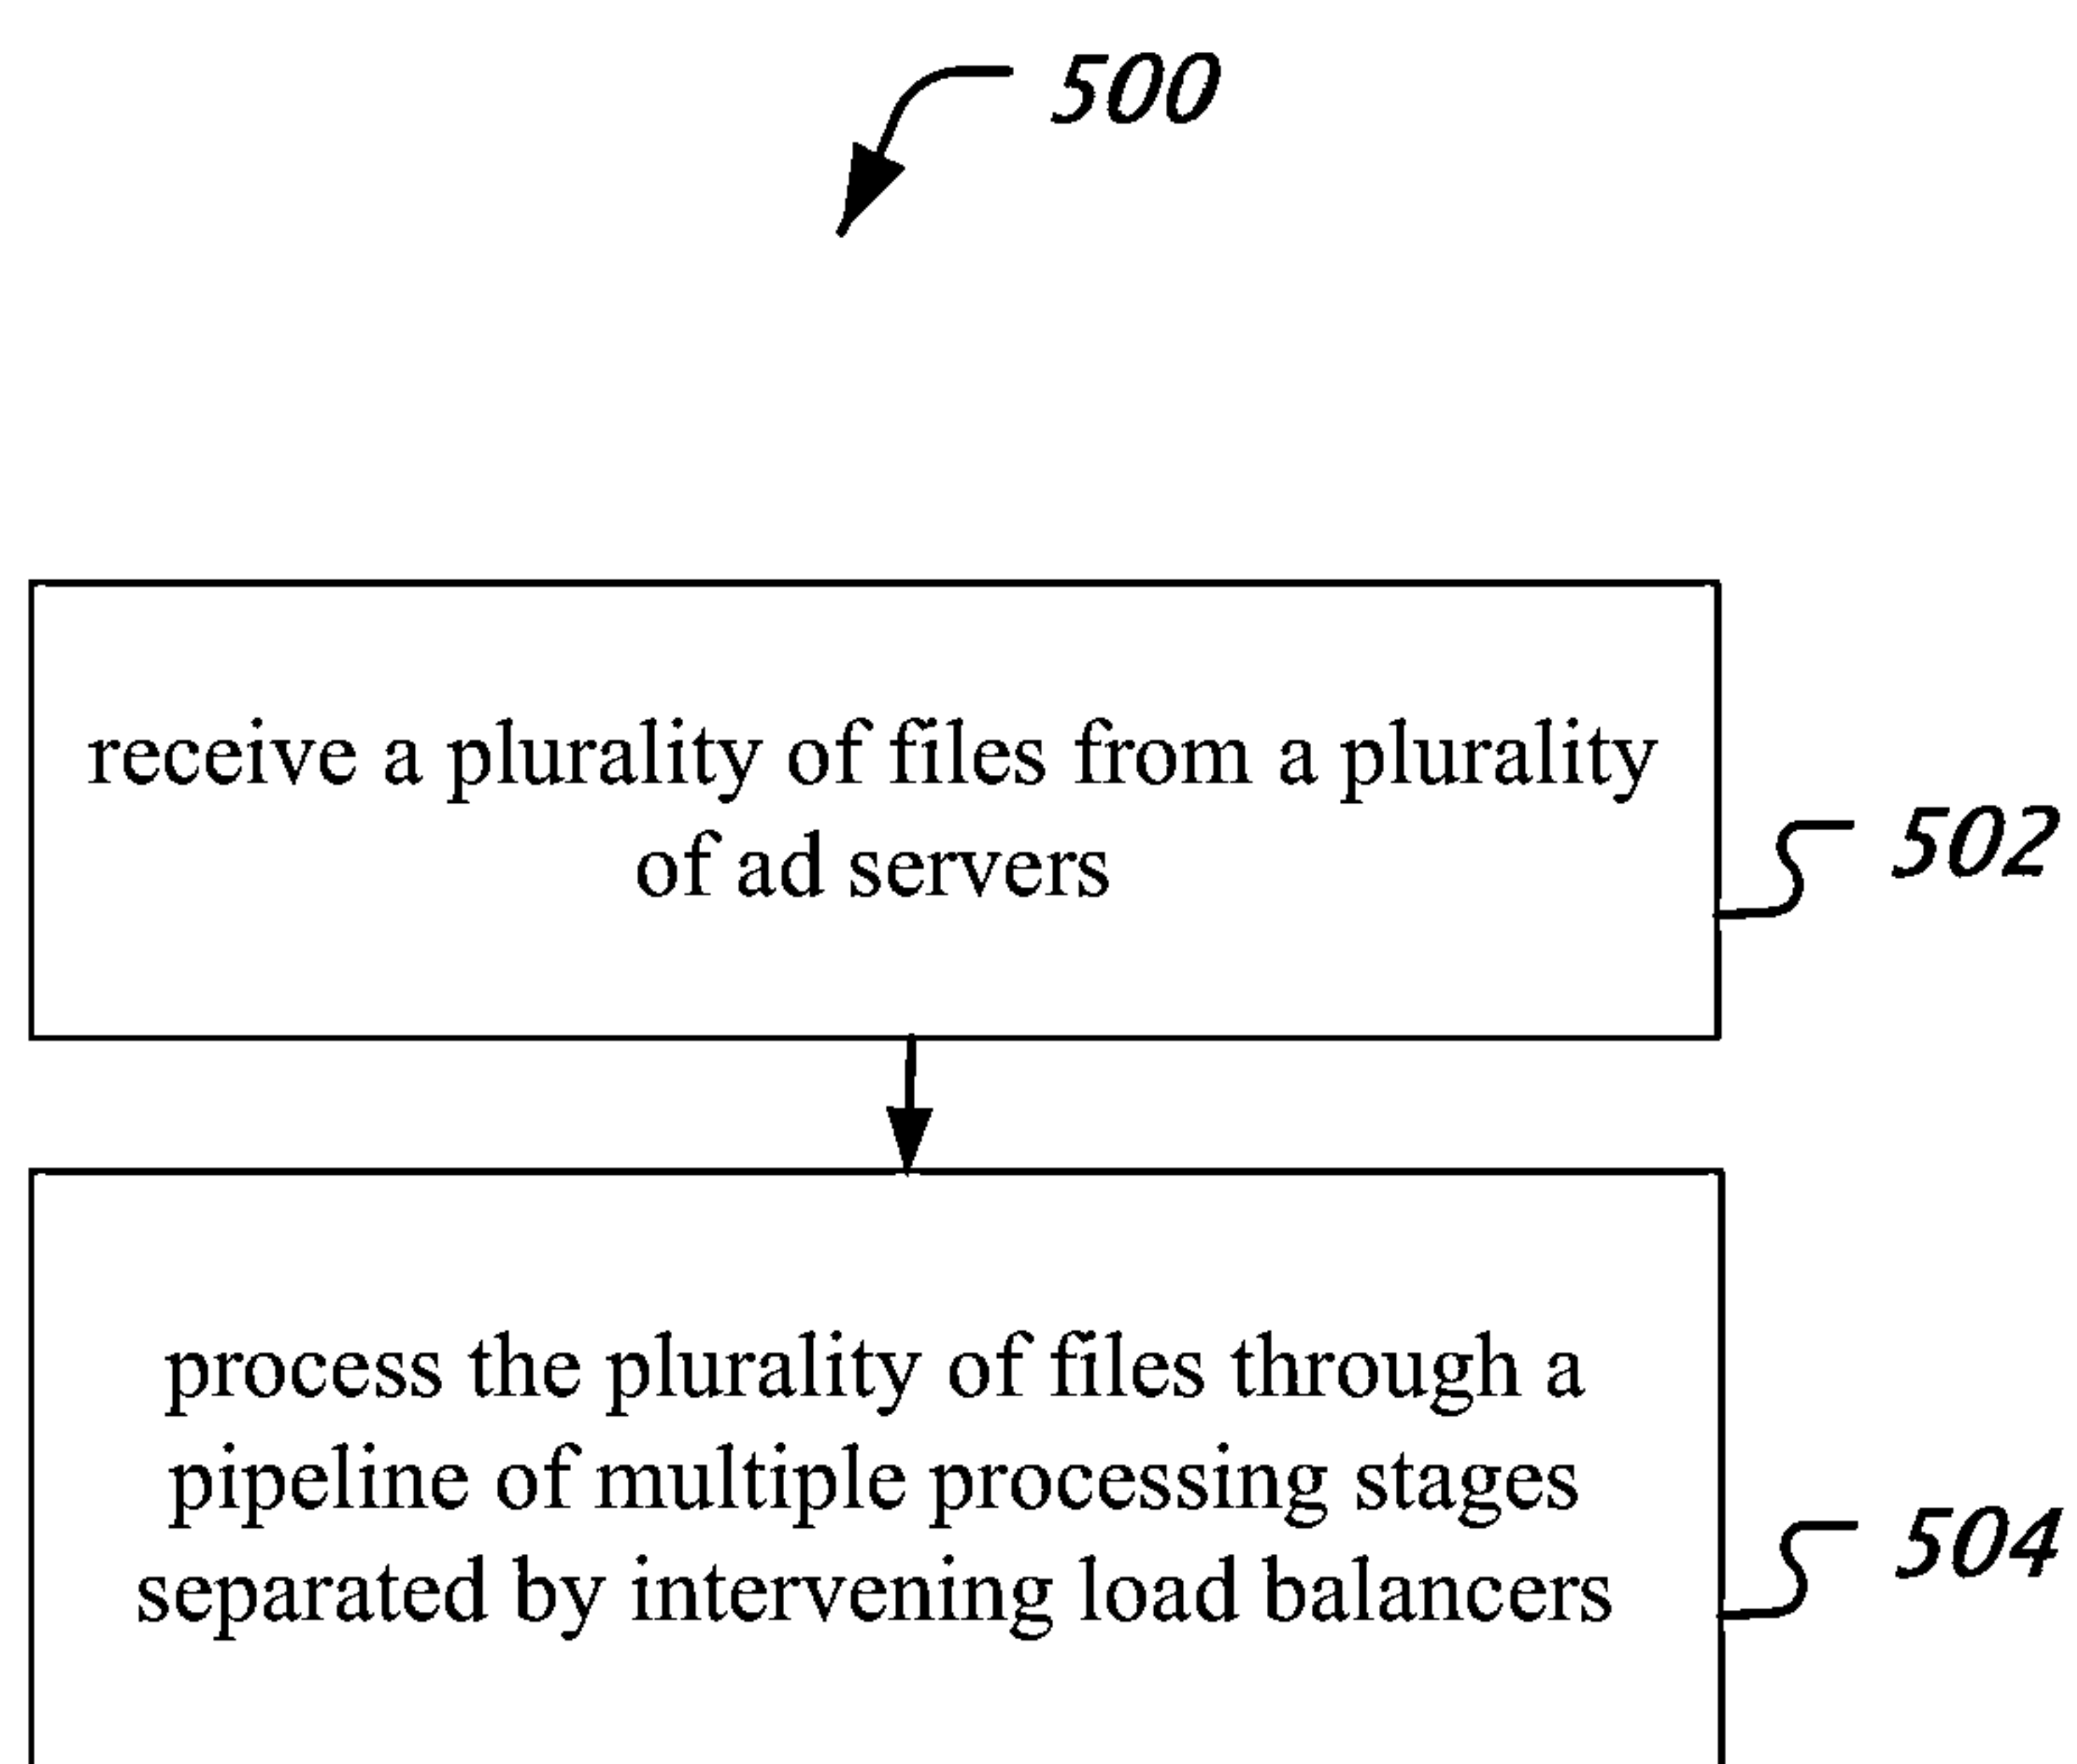 500
receive a plurality of files from a plurality
of ad servers
502
process the plurality of files through a
pipeline of multiple processing stages
separated by intervening load balancers
504